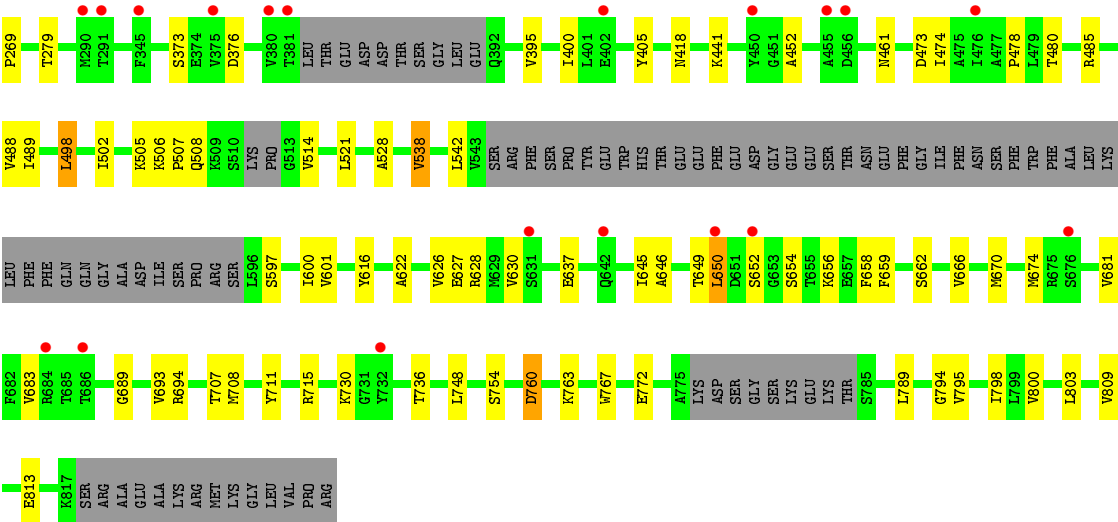 P269 T279 M290 T291 F345 S373 E374 V375 D376 V380 T381 LEU THR GLU ASP ASP THR SER GLY LEU GLU Q392 V395 I400 L401 E402 Y405 N418 K441 Y450 G451 A452 A455 D456 N461 D473 I474 A475 I476 A477 P478 L479 T480 R485
V488 I489 L498 I502 K505 K506 P507 Q508 K509 S510 LYS PRO G513 V514 L521 A528 V538 L542 V543 SER ARG PHE SER PRO TYR GLU TRP HIS THR GLU GLU PHE GLU ASP GLY GLU GLU SER THR ASN GLU PHE GLY ILE PHE ASN SER PHE TRP PHE ALA LEU LYS
LEU PHE PHE GLN GLN GLY ALA ASP ILE SER PRO ARG SER L596 S597 I600 V601 Y616 A622 V626 E627 R628 M629 V630 S631 E637 Q642 I645 A646 T649 L650 D651 S652 G653 S654 T655 K656 E657 F658 F659 S662 V666 M670 M674 R675 S676 V681
F682 V683 R684 T685 T686 G689 V693 R694 T707 M708 Y711 R715 K730 G731 Y732 T736 L748 S754 D760 K763 W767 E772 A775 LYS ASP SER GLY SER LYS GLU LYS THR S785 L789 G794 V795 I798 L799 V800 L803 V809
E813 K817 SER ARG ALA GLU ALA LYS ARG MET LYS GLY LEU VAL PRO ARG